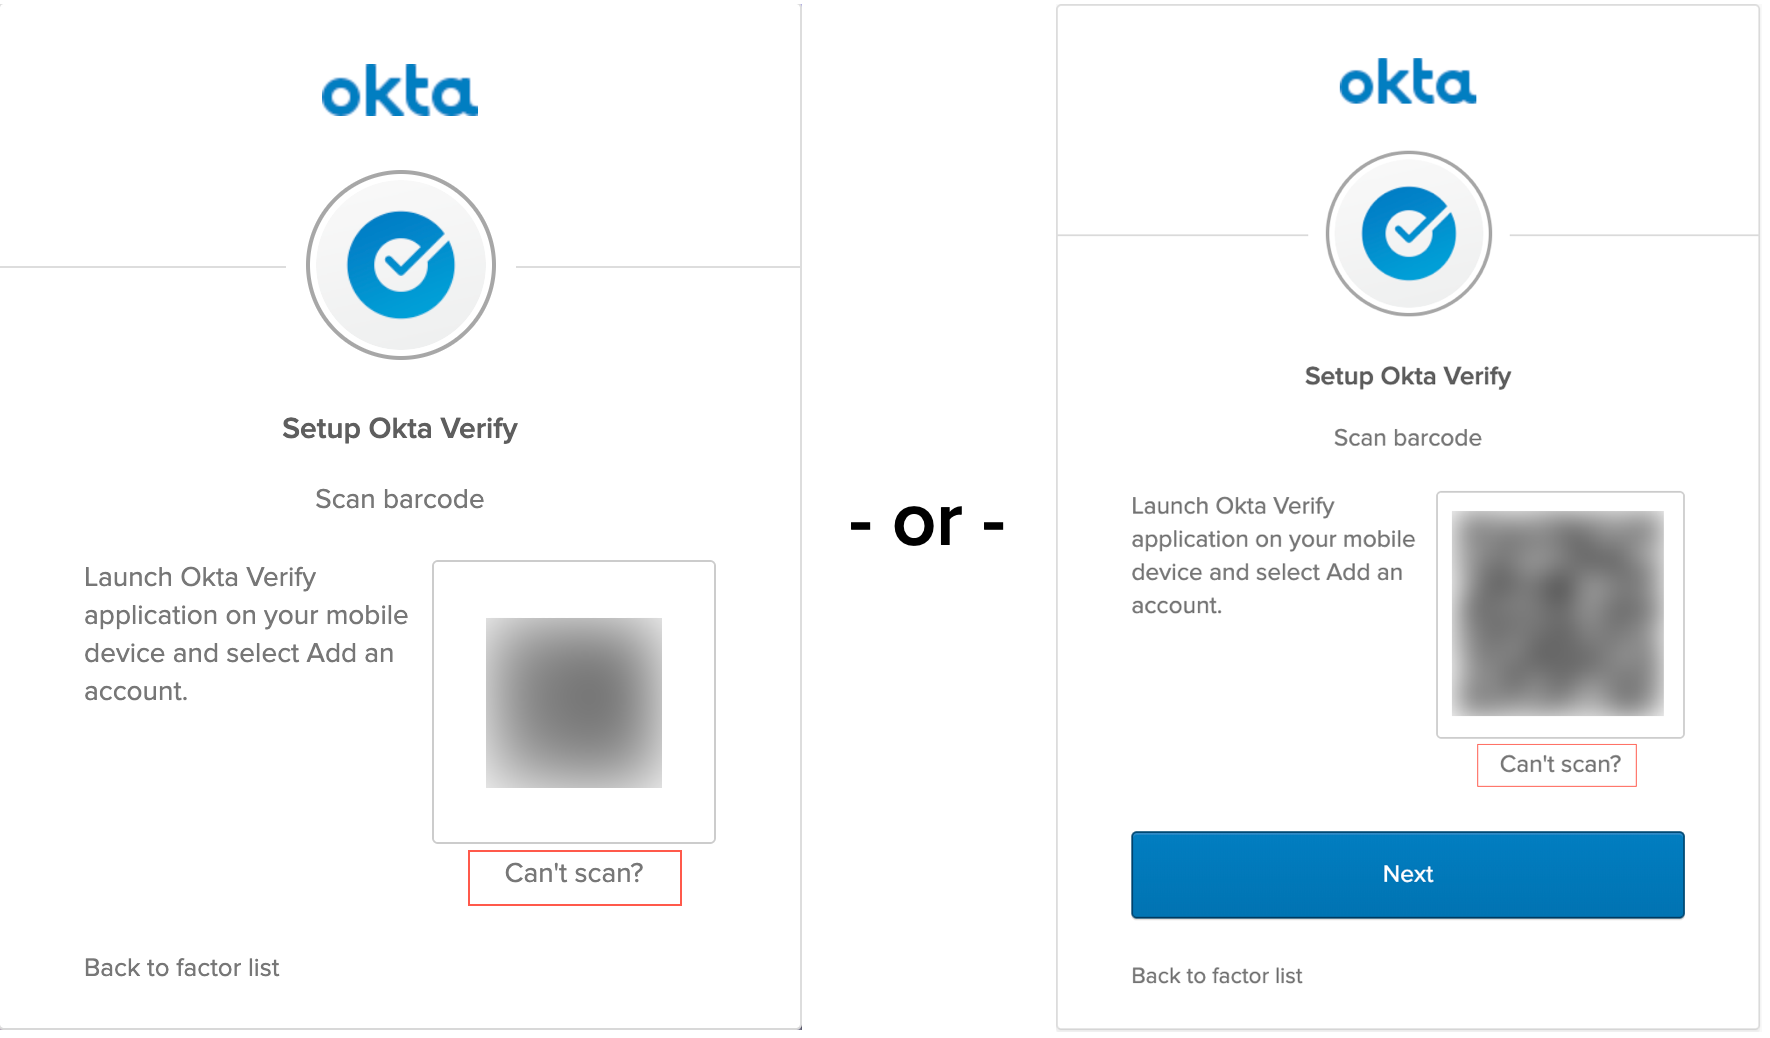 okta
Setup Okta Verify
Scan barcode
Launch Okta Verify
application on your mobile
device and select Add an
account.
Can't scan?
Back to factor list
- or -
okta
Setup Okta Verify
Scan barcode
Launch Okta Verify
application on your mobile
device and select Add an
account.
Can't scan?
Next
Back to factor list